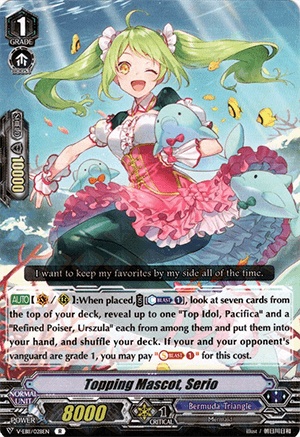 1
GRADE
BOOST
10000
I want to keep my favorites by my side all of the time.
AUTO [ / ]:When placed, [ BLAST 1 ], look at seven cards
from the top of your deck, reveal up to one "Top Idol, Pacifica" and a
"Refined Poiser, Urszula" each from among them and put them into
your hand, and shuffle your deck. If your and your opponent's
vanguard are grade 1, you may pay " BLAST 1 " for this cost.
Topping Mascot, Serio
NORMAL
UNIT
POWER 8000
1
CRITICAL
Bermuda Triangle
Mermaid
V-EB11/028EN R